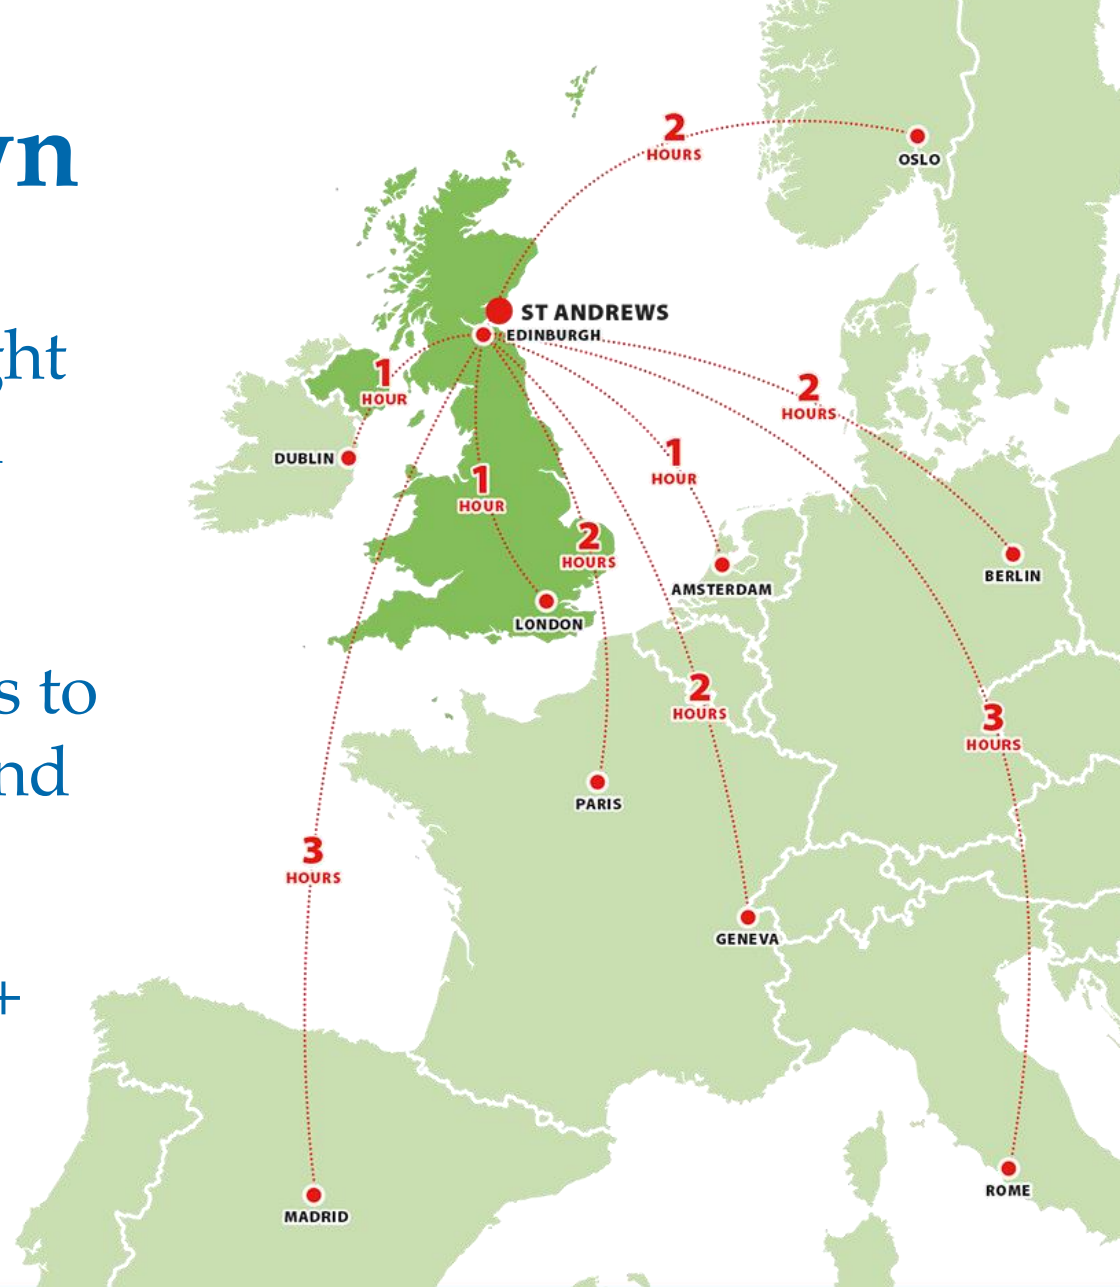 wn
ght
s to
nd
+
2
HOURS
OSLO
ST ANDREWS
EDINBURGH
1
HOUR
2
HOURS
DUBLIN
1
HOUR
1
HOUR
2
HOURS
AMSTERDAM
BERLIN
LONDON
2
HOURS
3
HOURS
PARIS
3
HOURS
GENEVA
ROME
MADRID